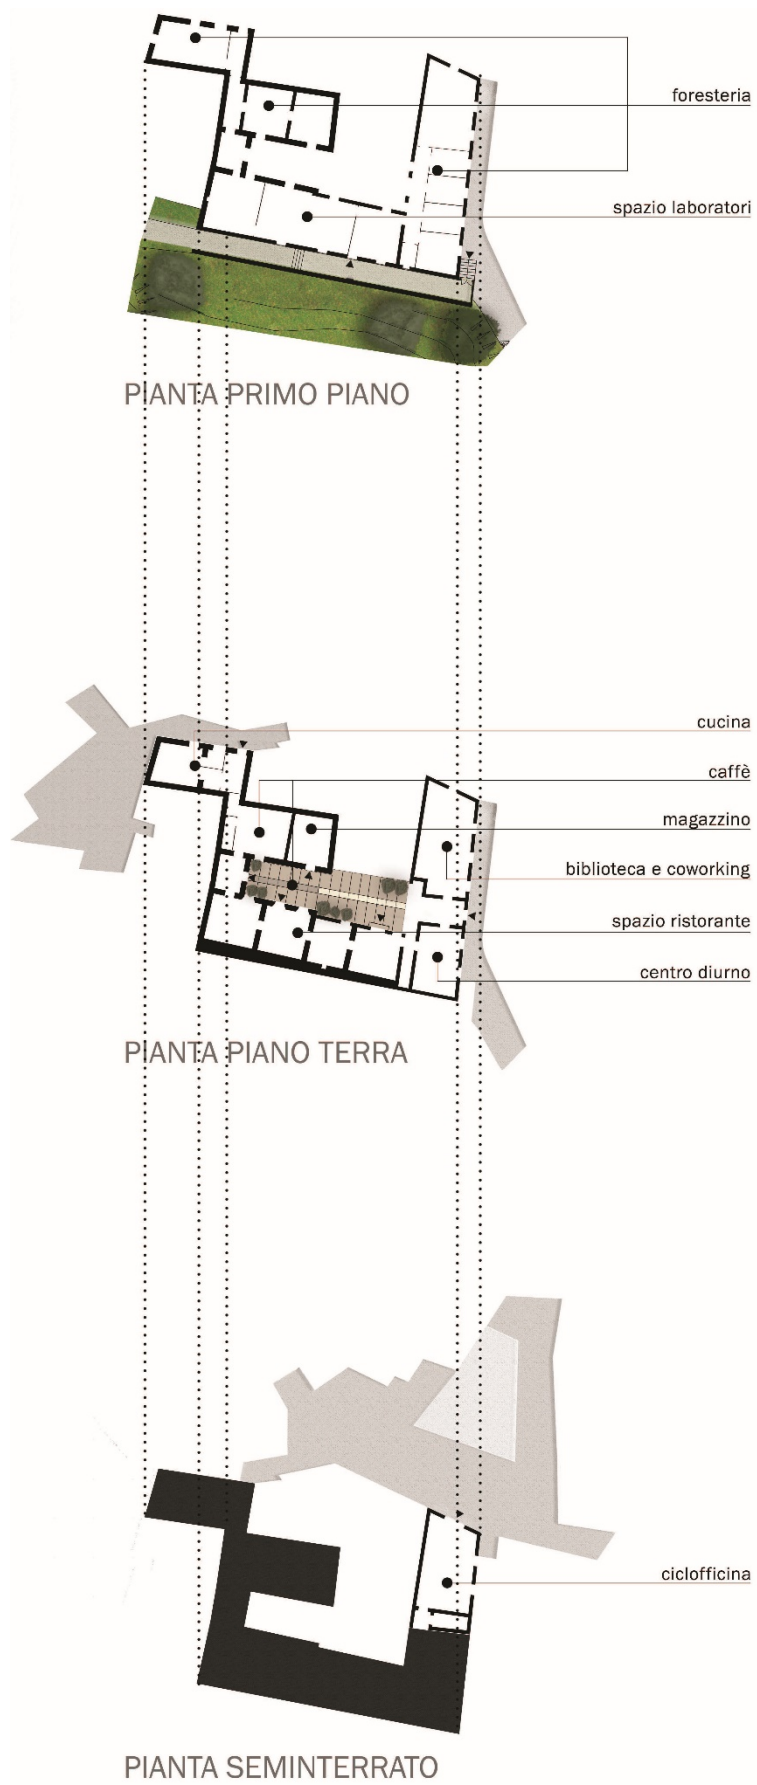 foresteria
spazio laboratori
PIANTA PRIMO PIANO
cucina
caffè
magazzino
biblioteca e coworking
spazio ristorante
centro diurno
PIANTA PIANO TERRA
ciclofficina
PIANTA SEMINTERRATO